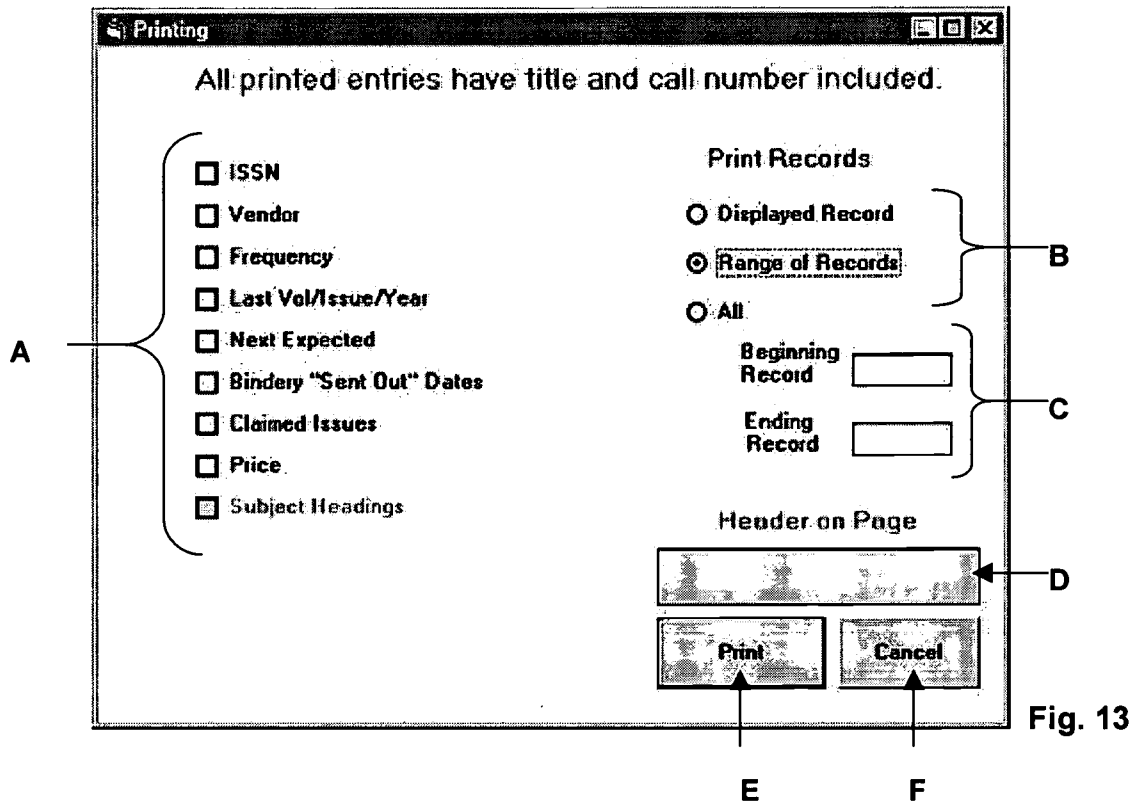 Printing
All printed entries have title and call number included.
A
ISSN
Vendor
Frequency
Last Vol/Issue/Year
Next Expected
Bindery "Sent Out" Dates
Claimed Issues
Price
Subject Headings
Print Records
Displayed Record
Range of Records
All
B
Beginning
Record
Ending
Record
C
Header on Page
D
Print
Cancel
E
F
Fig. 13